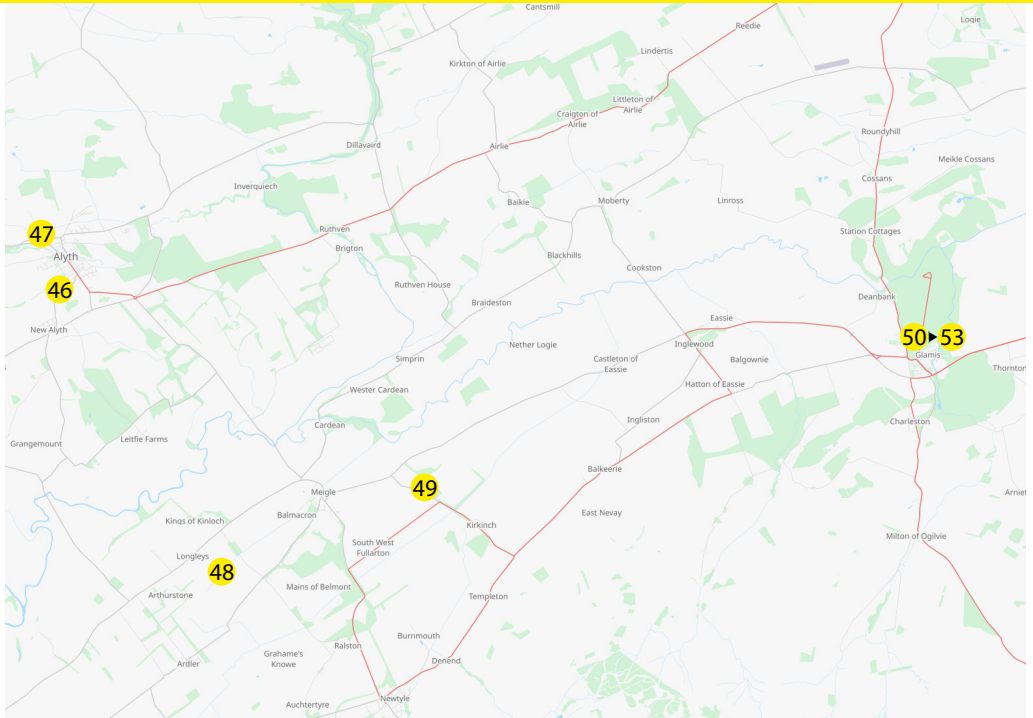 Cantsmill
Logie
Reedie
Lindertis
Kirkton of Airlie
Littleton of
Airlie
Craigton of
Airlie
Roundyhill
Dillavaird
Airlie
Meikle Cossans
Cossans
Inverquiech
Baikie
Moberty
Linross
47
Ruthven
Station Cottages
Alyth
Brigton
Blackhills
Cookston
46
Ruthven House
Braideston
Deanbank
New Alyth
Eassie
50
53
Nether Logie
Inglewood
Simprin
Castleton of
Eassie
Balgownie
Glamis
Thornton
Wester Cardean
Hatton of Eassie
Cardean
Ingliston
Charleston
Grangemount
Leitfie Farms
Balkeerie
49
Meigle
Arnief
Kings of Kinloch
Balmacron
East Nevay
Kirkinch
Milton of Ogilvie
South West
Fullarton
Longleys
48
Mains of Belmont
Arthurstone
Templeton
Burnmouth
Ralston
Grahame's
Knowe
Ardler
Denend
Auchtertyre
Newtyle